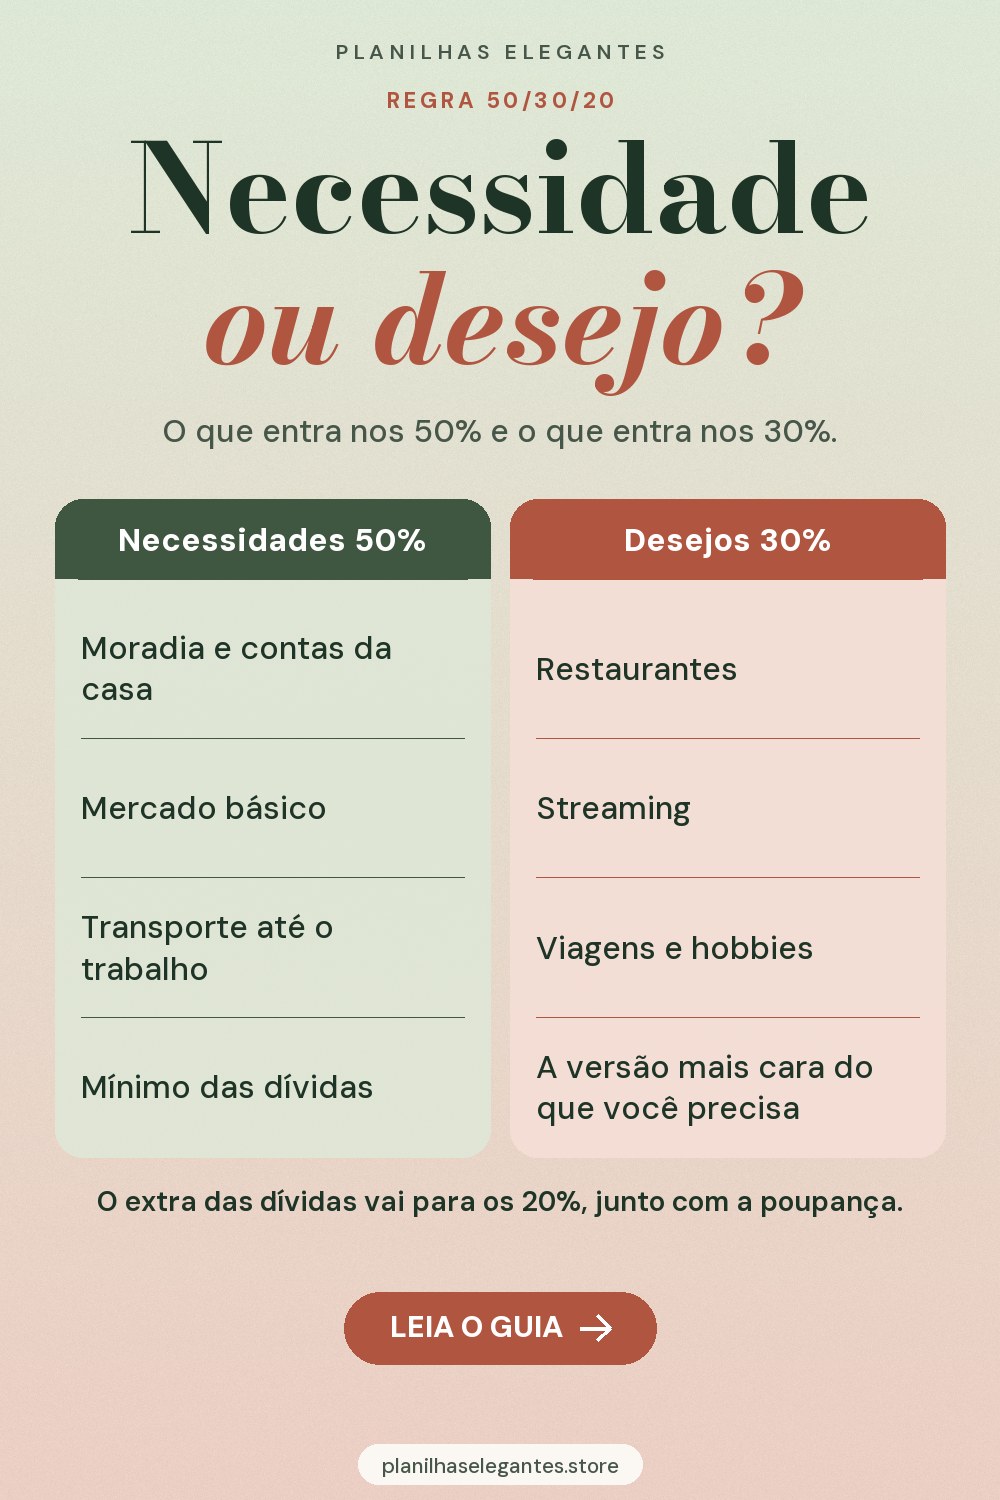 PLANILHAS ELEGANTES
REGRA 50/30/20
Necessidade
ou desejo?
O que entra nos 50% e o que entra nos 30%.
Necessidades 50%
Moradia e contas da
casa
Mercado básico
Transporte até o
trabalho
Mínimo das dívidas
Desejos 30%
Restaurantes
Streaming
Viagens e hobbies
A versão mais cara do
que você precisa
O extra das dívidas vai para os 20%, junto com a poupança.
LEIA O GUIA →
planilhaselegantes.store